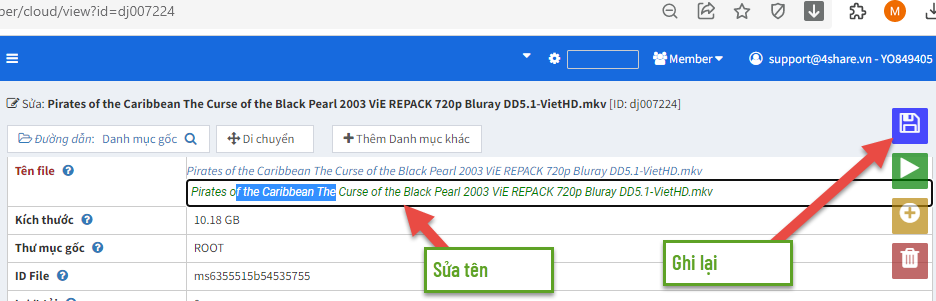 ber/cloud/view?id=dj007224
M
Member
support@4share.vn - YO849405
Sửa: Pirates of the Caribbean The Curse of the Black Pearl 2003 ViE REPACK 720p Bluray DD5.1-VietHD.mkv [ID: dj007224]
Đường dẫn: Danh mục gốc
Di chuyển
Thêm Danh mục khác
Tên file
Pirates of the Caribbean The Curse of the Black Pearl 2003 ViE REPACK 720p Bluray DD5.1-VietHD.mkv
Pirates of the Caribbean The Curse of the Black Pearl 2003 ViE REPACK 720p Bluray DD5.1-VietHD.mkv
Kích thước
10.18 GB
Thư mục gốc
ROOT
Sửa tên
Ghi lại
ID File
ms6355515b54535755